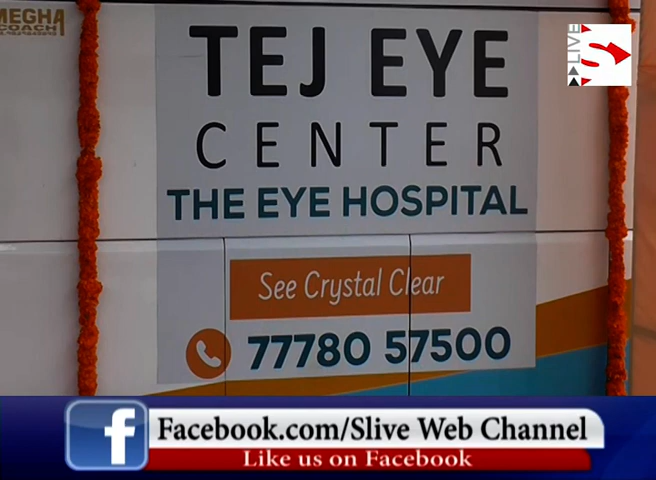 MEGHA
COACH
LIVE
S
TEJ EYE
CENTER
THE EYE HOSPITAL
See Crystal Clear
77780 57500
f Facebook.com/Slive Web Channel
Like us on Facebook